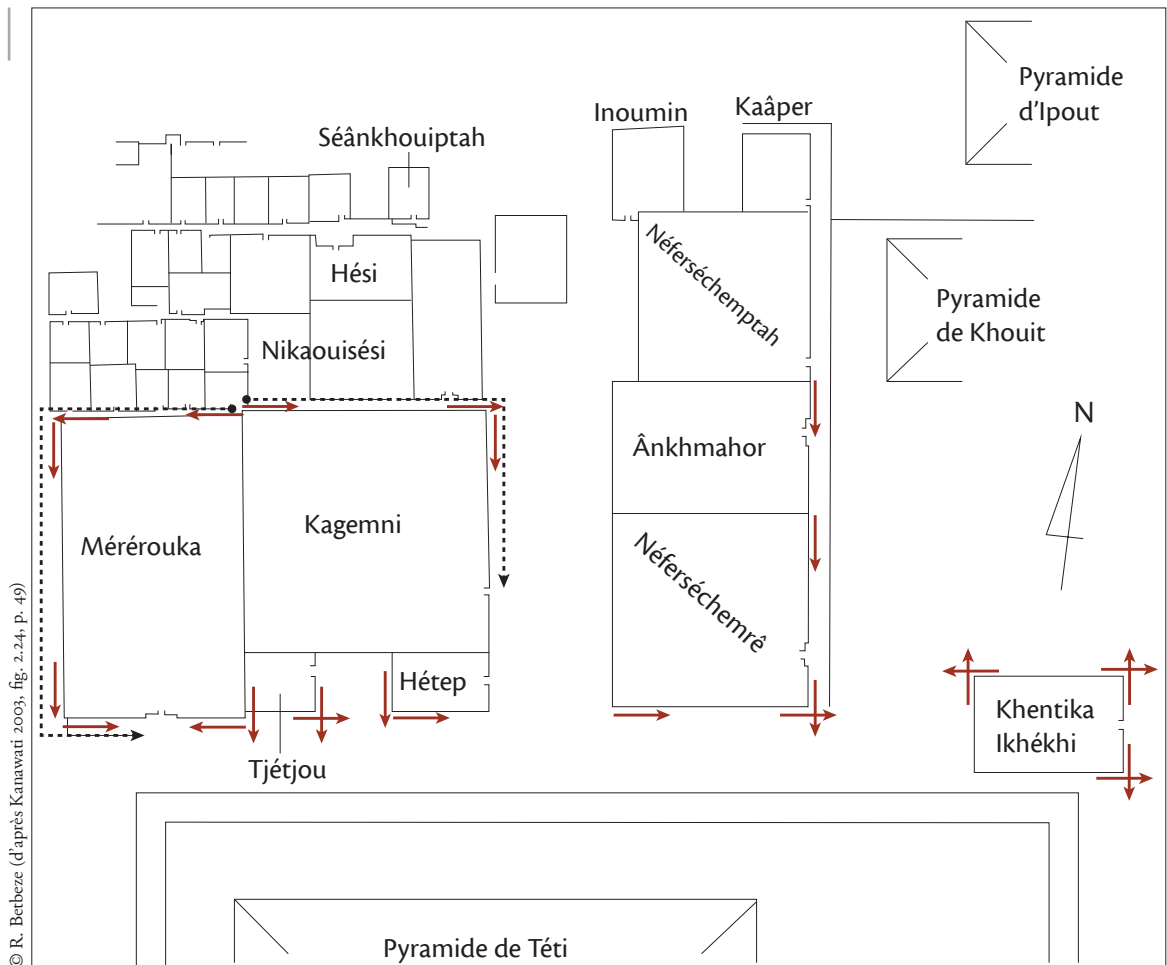 Pyramide
d'Ipout
Inoumin
Kaâper
Séânkhouiptah
Néferséchemptah
Hési
Pyramide
de Khouit
Nikaouisési
N
Ânkhmahor
Kagemni
Mérérouka
Néferséchemrê
Hétep
Khentika
Ikhékhi
Tjétjou
Pyramide de Téti
© R. Betbeze (d'après Kanawati 2003, fig. 2.24, p. 49)